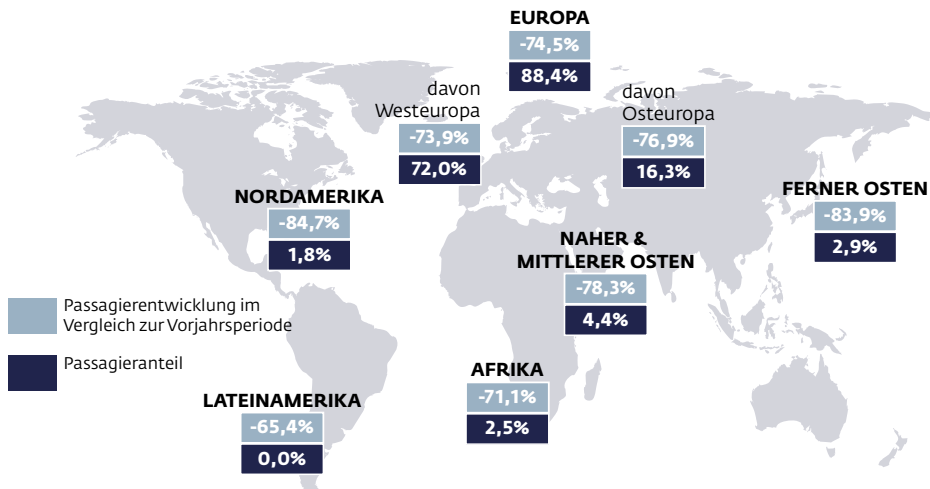 EUROPA
-74,5%
88,4%
davon
Westeuropa
-73,9%
72,0%
davon
Osteuropa
-76,9%
16,3%
NORDAMERIKA
-84,7%
1,8%
FERNER OSTEN
-83,9%
2,9%
NAHER &
MITTLERER OSTEN
-78,3%
4,4%
Passagierentwicklung im
Vergleich zur Vorjahrsperiode
Passagieranteil
AFRIKA
-71,1%
2,5%
LATEINAMERIKA
-65,4%
0,0%